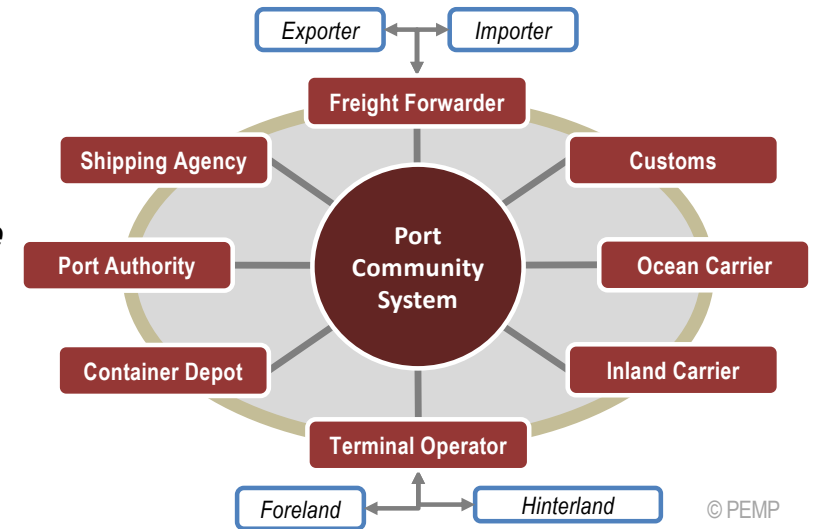 Exporter
Importer
Freight Forwarder
Shipping Agency
Customs
e
Port
Community
System
Port Authority
Ocean Carrier
Container Depot
Inland Carrier
Terminal Operator
Foreland
Hinterland
© PEMP